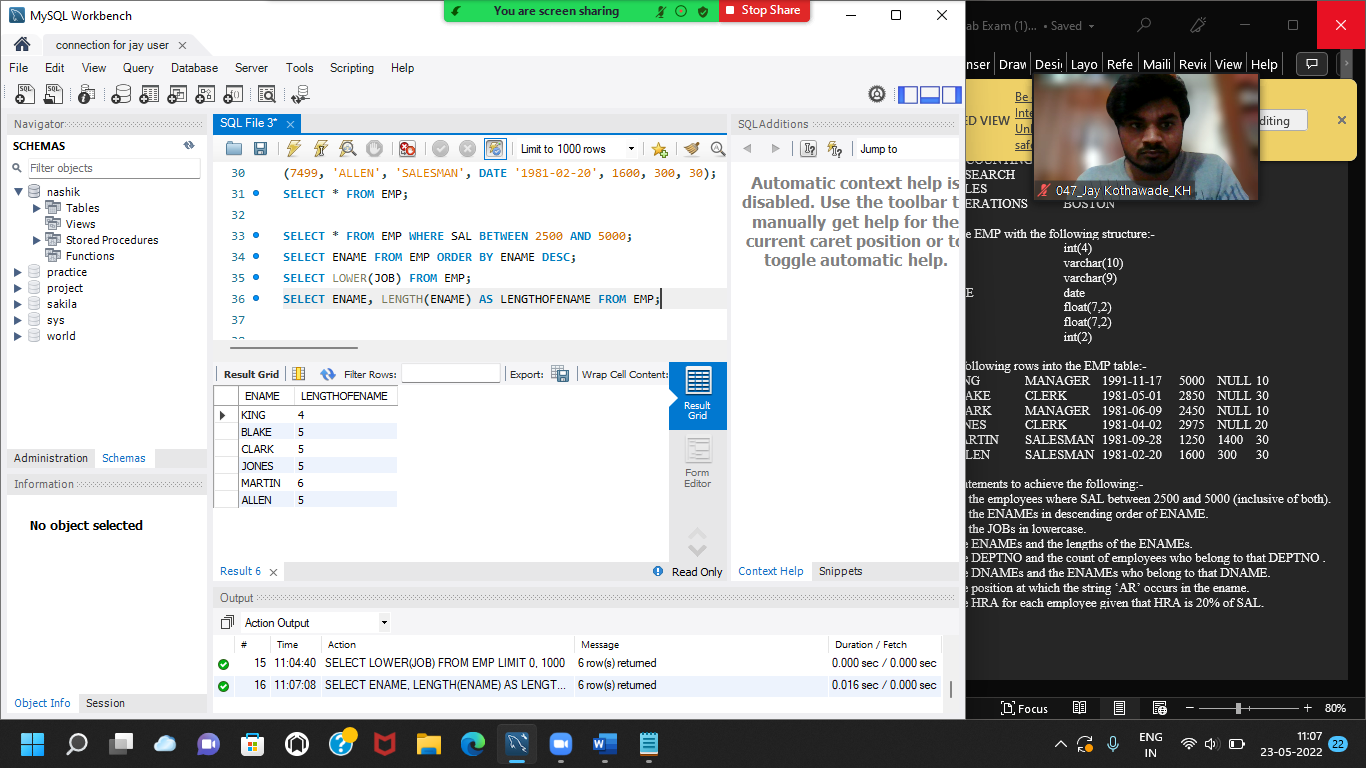 MySQL Workbench
You are screen sharing
Stop Share
connection for jay user
File Edit View Query Database Server Tools Scripting Help
Navigator
SCHEMAS
Filter objects
nashik
Tables
Views
Stored Procedures
Functions
practice
project
sakila
sys
world
Administration Schemas
Information
No object selected
Object Info Session
SQL File 3*
Limit to 1000 rows
30 (7499, 'ALLEN', 'SALESMAN', DATE '1981-02-20', 1600, 300, 30);
31 SELECT * FROM EMP;
32
33 SELECT * FROM EMP WHERE SAL BETWEEN 2500 AND 5000;
34 SELECT ENAME FROM EMP ORDER BY ENAME DESC;
35 SELECT LOWER(JOB) FROM EMP;
36 SELECT ENAME, LENGTH(ENAME) AS LENGTHOFENAME FROM EMP;
37
Result Grid Filter Rows: Export: Wrap Cell Content:
ENAME LENGTHOFENAME
KING 4
BLAKE 5
CLARK 5
JONES 5
MARTIN 6
ALLEN 5
Result
Grid
Form
Editor
Result 6
Read Only
SQLAdditions
Jump to
Automatic context help is
disabled. Use the toolbar t
manually get help for the
current caret position or to
toggle automatic help.
Context Help Snippets
Output
Action Output
# Time Action Message Duration / Fetch
15 11:04:40 SELECT LOWER(JOB) FROM EMP LIMIT 0, 1000 6 row(s) returned 0.000 sec / 0.000 sec
16 11:07:08 SELECT ENAME, LENGTH(ENAME) AS LENGT... 6 row(s) returned 0.016 sec / 0.000 sec
ab Exam (1)... • Saved
nser Draw Desig Layo Refe Maili Revie View Help
ED VIEW
Be
Inte
Unl
safe
diting
047_Jay Kothawade_KH
COUNTING
SEARCH
LES
ERATIONS BOSTON
e EMP with the following structure:-
int(4)
varchar(10)
varchar(9)
E date
float(7,2)
float(7,2)
int(2)
ollowing rows into the EMP table:-
NG MANAGER 1991-11-17 5000 NULL 10
AKE CLERK 1981-05-01 2850 NULL 30
ARK MANAGER 1981-06-09 2450 NULL 10
NES CLERK 1981-04-02 2975 NULL 20
ARTIN SALESMAN 1981-09-28 1250 1400 30
LEN SALESMAN 1981-02-20 1600 300 30
atements to achieve the following:-
the employees where SAL between 2500 and 5000 (inclusive of both).
the ENAMEs in descending order of ENAME.
the JOBs in lowercase.
e ENAMEs and the lengths of the ENAMEs.
e DEPTNO and the count of employees who belong to that DEPTNO .
e DNAMEs and the ENAMEs who belong to that DNAME.
e position at which the string ‘AR’ occurs in the ename.
e HRA for each employee given that HRA is 20% of SAL.
Focus
80%
ENG
IN
11:07
23-05-2022
22